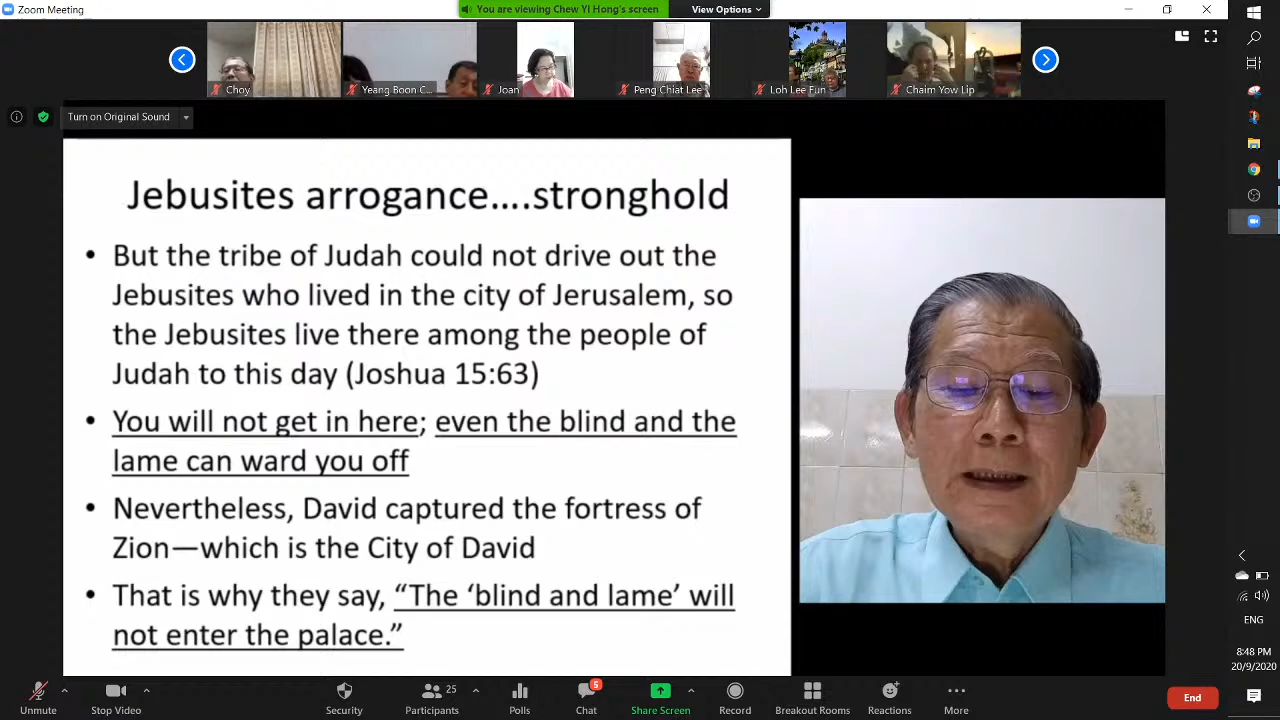 Zoom Meeting
You are viewing Chew Yi Hong's screen
View Options
Choy
Yeang Boon C...
Joan
Peng Chiat Lee
Loh Lee Fun
Chaim Yow Lip
Turn on Original Sound
Jebusites arrogance....stronghold
• But the tribe of Judah could not drive out the
Jebusites who lived in the city of Jerusalem, so
the Jebusites live there among the people of
Judah to this day (Joshua 15:63)
• You will not get in here; even the blind and the
lame can ward you off
• Nevertheless, David captured the fortress of
Zion—which is the City of David
• That is why they say, “The ‘blind and lame’ will
not enter the palace.”
ENG
8:48 PM
20/9/2020
Unmute
Stop Video
Security
25
Participants
Polls
5
Chat
Share Screen
Record
Breakout Rooms
Reactions
More
End